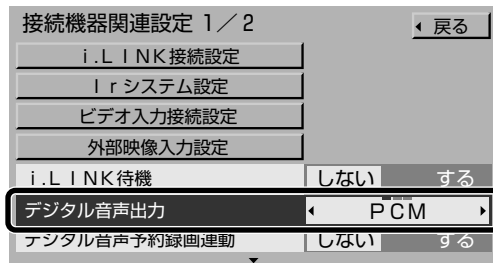 接続機器関連設定 1／2
戻る
i.LINK接続設定
Irシステム設定
ビデオ入力接続設定
外部映像入力設定
i.LINK待機 しない する
デジタル音声出力 PCM
デジタル音声予約録画連動 しない する